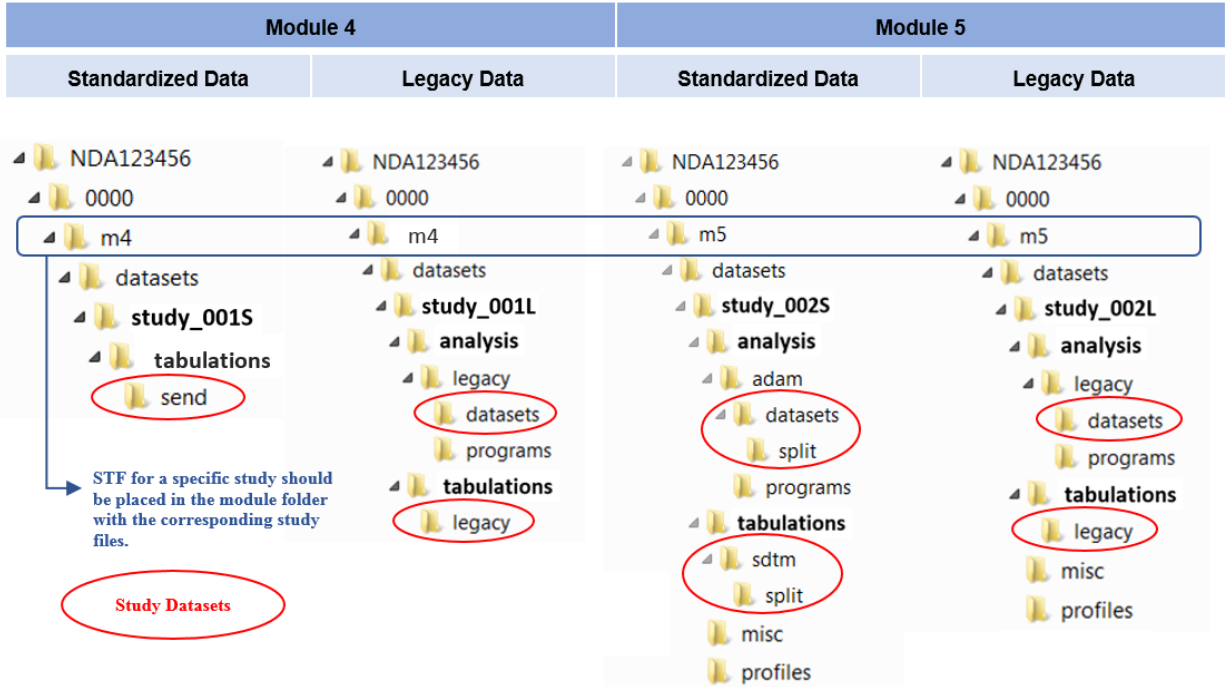 Module 4
Module 5
Standardized Data
Legacy Data
Standardized Data
Legacy Data
NDA123456
0000
m4
datasets
study_001S
tabulations
send
STF for a specific study should
be placed in the module folder
with the corresponding study
files.
Study Datasets
NDA123456
0000
m4
datasets
study_001L
analysis
legacy
datasets
programs
tabulations
legacy
NDA123456
0000
m5
datasets
study_002S
analysis
adam
datasets
split
programs
tabulations
sdtm
split
misc
profiles
NDA123456
0000
m5
datasets
study_002L
analysis
legacy
datasets
programs
tabulations
legacy
misc
profiles